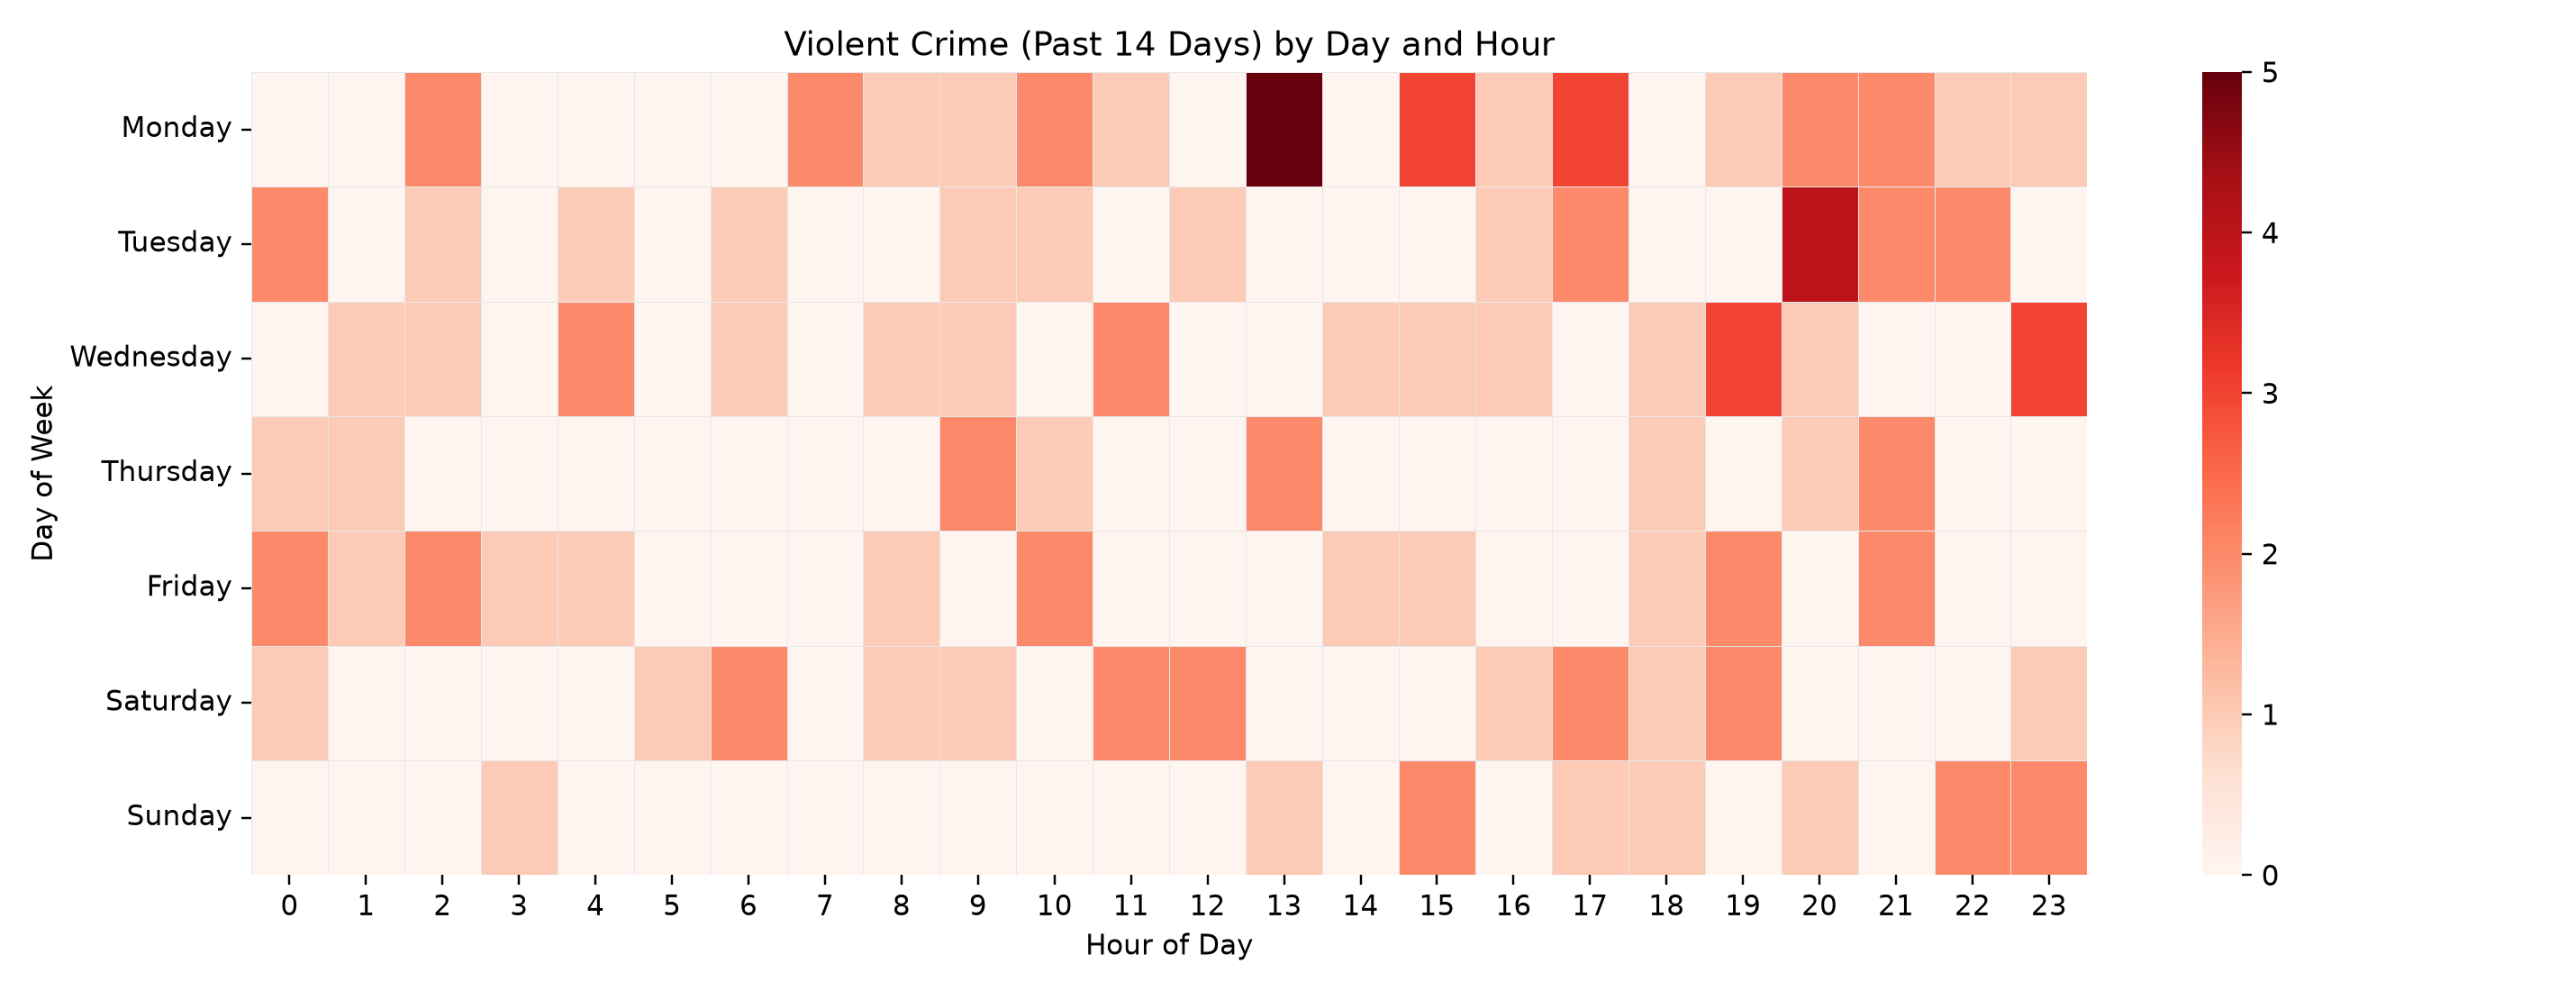 Violent Crime (Past 14 Days) by Day and Hour
Day of Week
Monday
Tuesday
Wednesday
Thursday
Friday
Saturday
Sunday
0 1 2 3 4 5 6 7 8 9 10 11 12 13 14 15 16 17 18 19 20 21 22 23
Hour of Day
5
4
3
2
1
0